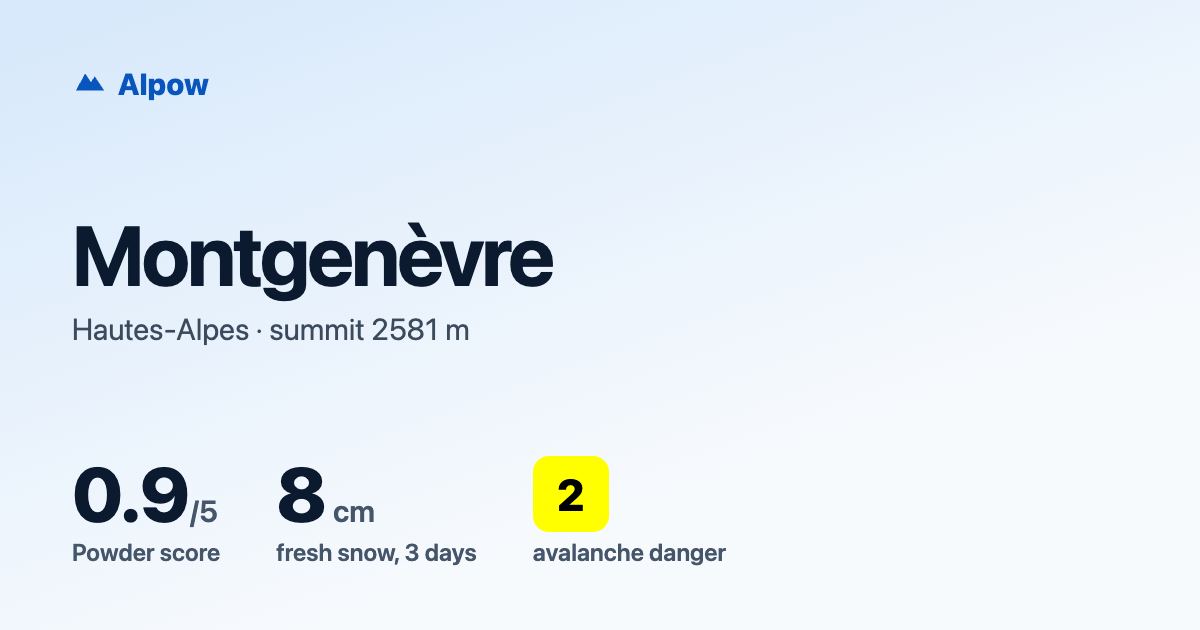 Alpow
Montgenèvre
Hautes-Alpes · summit 2581 m
0.9/5
Powder score
8 cm
fresh snow, 3 days
2
avalanche danger